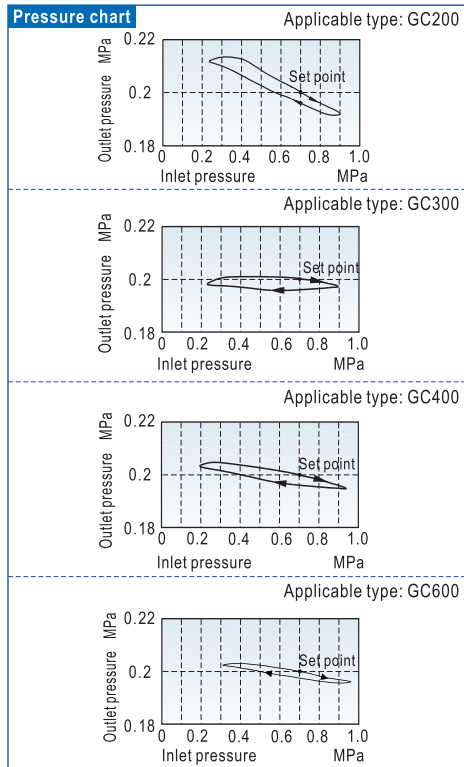 Pressure chart
Applicable type: GC200
Outlet pressure MPa
0.22
0.2
0.18
Set point
0 0.2 0.4 0.6 0.8 1.0
Inlet pressure MPa
Applicable type: GC300
Outlet pressure MPa
0.22
0.2
0.18
Set point
0 0.2 0.4 0.6 0.8 1.0
Inlet pressure MPa
Applicable type: GC400
Outlet pressure MPa
0.22
0.2
0.18
Set point
0 0.2 0.4 0.6 0.8 1.0
Inlet pressure MPa
Applicable type: GC600
Outlet pressure MPa
0.22
0.2
0.18
Set point
0 0.2 0.4 0.6 0.8 1.0
Inlet pressure MPa